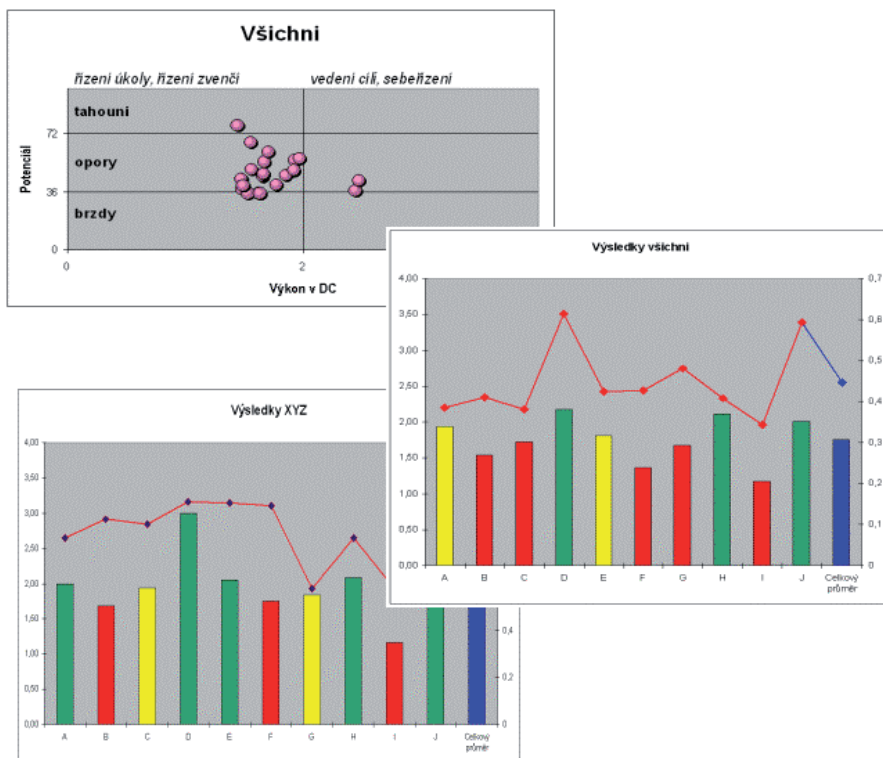 Všichni
řízení úkoly, řízení zvenčí vedení cíli, sebeřízení
tahouni
72
opory
36
brzdy
0
Potenciál
0 2
Výkon v DC
Výsledky všichni
4,00 0,7
3,50 0,6
3,00 0,5
2,50 0,4
2,00 0,3
1,50 0,2
1,00 0,1
0,50
0,00 0
A B C D E F G H I J Celkový
průměr
Výsledky XYZ
4,00
3,50
3,00
2,50
2,00
1,50 0,4
1,00 0,2
0,50
0,00 0
A B C D E F G H I J Celkový
průměr